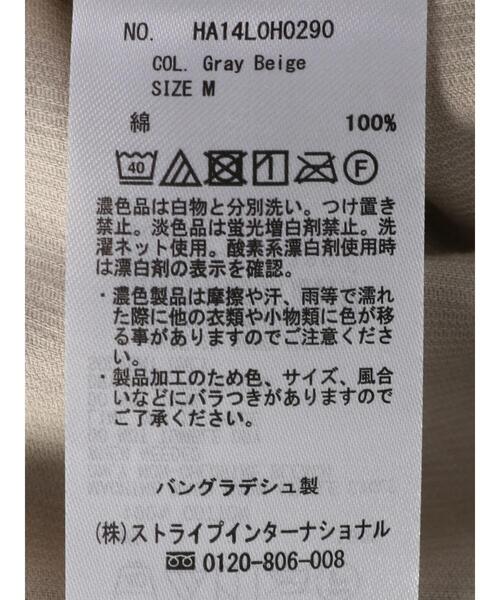 NO. HA14L0H0290
COL. Gray Beige
SIZE M
綿 100%
40 F
濃色品は白物と分別洗い。つけ置き
禁止。淡色品は蛍光増白剤禁止。洗
濯ネット使用。酸素系漂白剤使用時
は漂白剤の表示を確認。
・濃色製品は摩擦や汗、雨等で濡れ
た際に他の衣類や小物類に色が移
る事がありますのでご注意くださ
い。
・製品加工のため色、サイズ、風合
いなどにバラつきがありますので
ご了承ください。
バングラデシュ製
(株)ストライプインターナショナル
0120-806-008